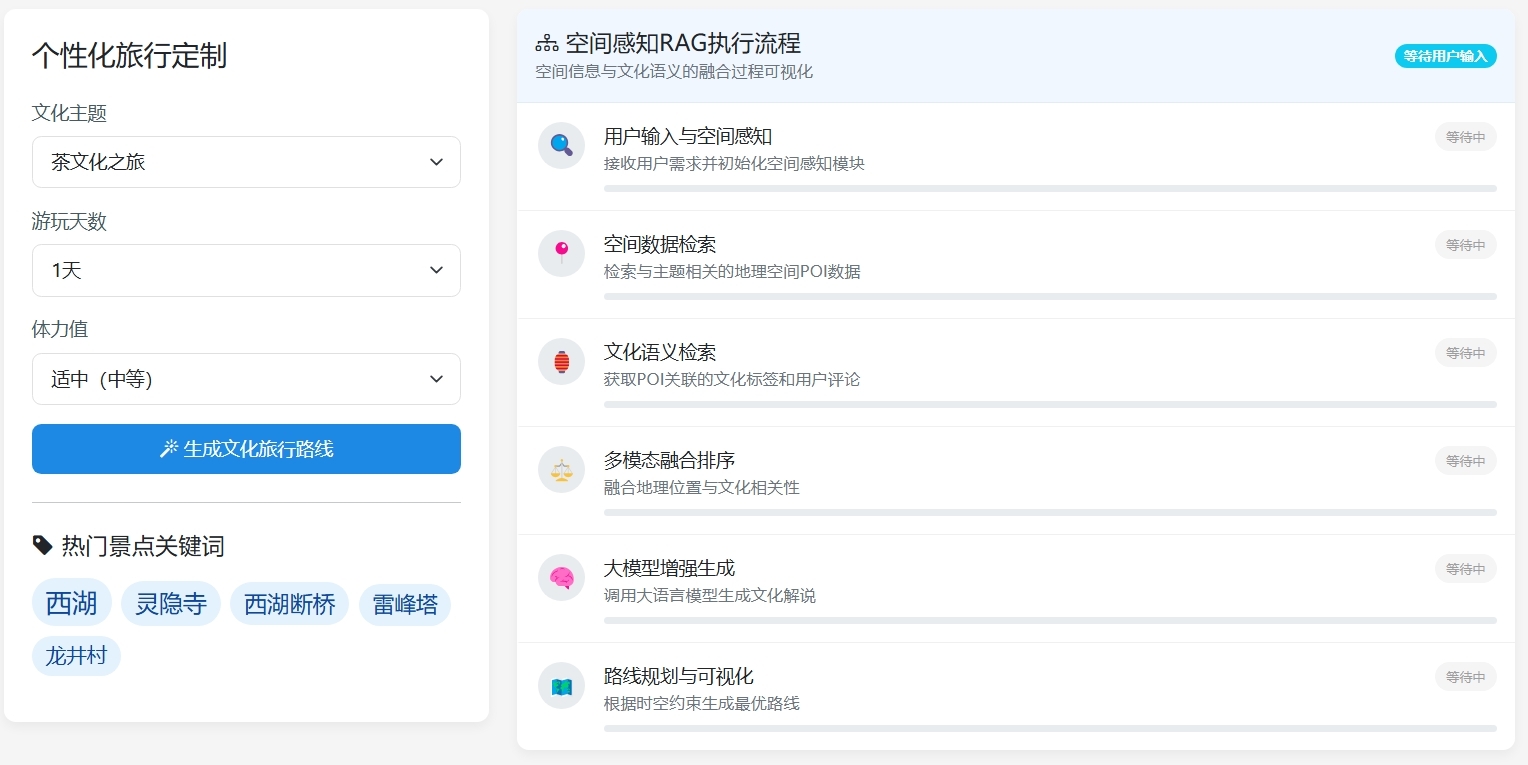 个性化旅行定制
文化主题
茶文化之旅
游玩天数
1天
体力值
适中（中等）
生成文化旅行路线
热门景点关键词
西湖 灵隐寺 西湖断桥 雷峰塔
龙井村
空间感知RAG执行流程
空间信息与文化语义的融合过程可视化
等待用户输入
用户输入与空间感知
等待中
接收用户需求并初始化空间感知模块
空间数据检索
等待中
检索与主题相关的地理空间POI数据
文化语义检索
等待中
获取POI关联的文化标签和用户评论
多模态融合排序
等待中
融合地理位置与文化相关性
大模型增强生成
等待中
调用大语言模型生成文化解说
路线规划与可视化
等待中
根据时空约束生成最优路线